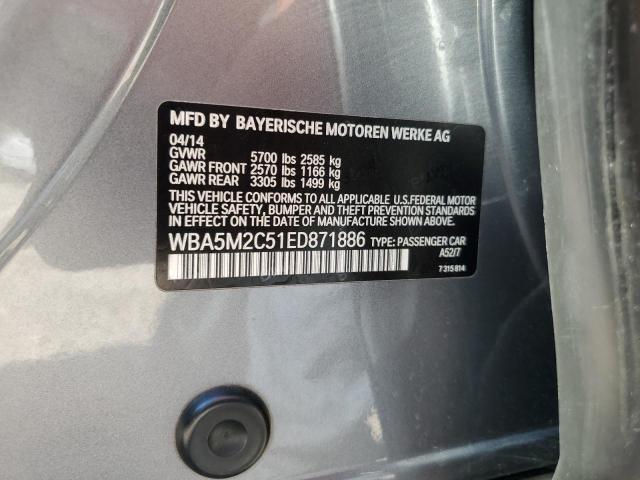 MFD BY BAYERISCHE MOTOREN WERKE AG
04/14
GVWR 5700 lbs 2585 kg
GAWR FRONT 2570 lbs 1166 kg
GAWR REAR 3305 lbs 1499 kg
THIS VEHICLE CONFORMS TO ALL APPLICABLE U.S.FEDERAL MOTOR
VEHICLE SAFETY, BUMPER, AND THEFT PREVENTION STANDARDS
IN EFFECT ON THE DATE OF MANUFACTURE SHOWN ABOVE.
WBA5M2C51ED871886 TYPE: PASSENGER CAR
A52/7
7 315 814